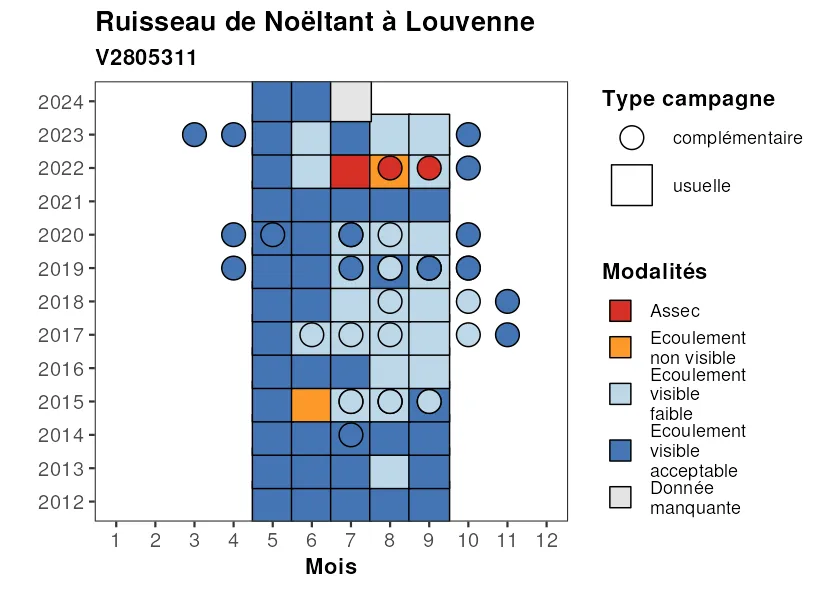 Ruisseau de Noëltant à Louvenne
V2805311
2024
2023
2022
2021
2020
2019
2018
2017
2016
2015
2014
2013
2012
1 2 3 4 5 6 7 8 9 10 11 12
Mois
Type campagne
complémentaire
usuelle
Modalités
Assec
Ecoulement
non visible
Ecoulement
visible
faible
Ecoulement
visible
acceptable
Donnée
manquante